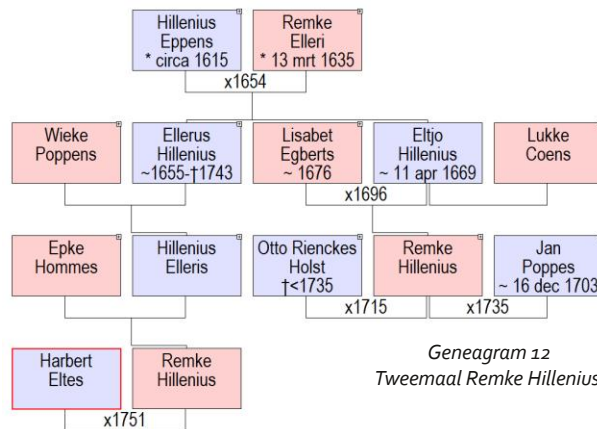 Hillenius
Eppens
* circa 1615
Remke
Elleri
* 13 mrt 1635
x1654
Wieke
Poppens
Ellerus
Hillenius
~1655-†1743
Lisabet
Egberts
~ 1676
Eltjo
Hillenius
~ 11 apr 1669
Lukke
Coens
x1696
Epke
Hommes
Hillenius
Elleris
Otto Rienckes
Holst
†<1735
Remke
Hillenius
Jan
Poppes
~ 16 dec 1703
x1715
x1735
Harbert
Eltes
Remke
Hillenius
x1751
Geneagram 12
Tweemaal Remke Hillenius